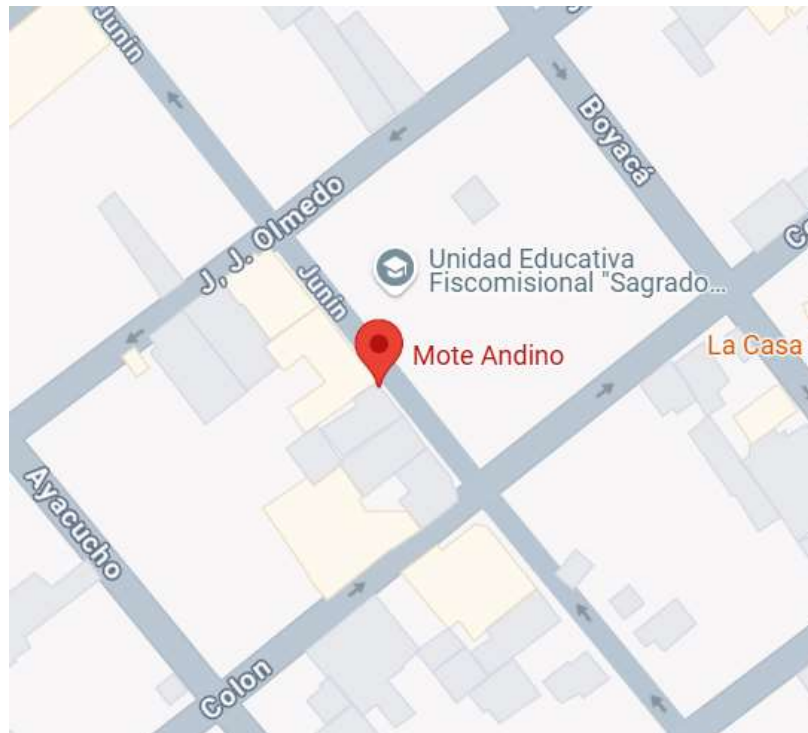 Junín
Boyacá
J, J. Olmedo
Junín
Unidad Educativa
Fiscomisional "Sagrado...
Mote Andino
La Casa
Ayacucho
Colon